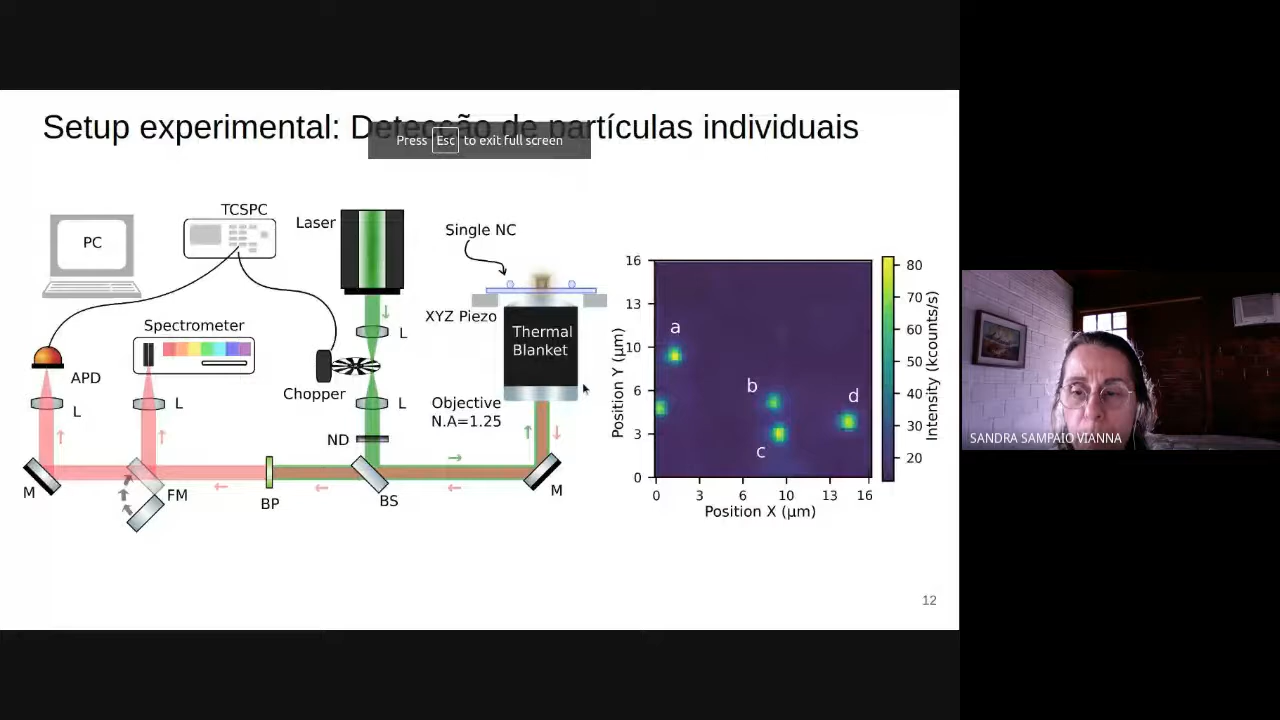 Setup experimental: Detecção de partículas individuais
Press Esc to exit full screen
TCSPC
PC
Laser
Single NC
L
XYZ Piezo
Thermal
Blanket
Spectrometer
APD
Chopper
L
L
L
Objective
N.A=1.25
ND
M
FM
BP
BS
M
16
13
10
6
3
0
Position Y (µm)
a
b
c
d
0 3 6 10 13 16
Position X (µm)
80
70
60
50
40
30
20
Intensity (kcounts/s)
12
SANDRA SAMPAIO VIANNA